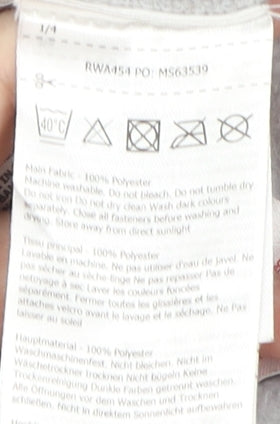 1/4
RWA454 PO: MS63539
40°C
Main Fabric - 100% Polyester
Machine washable. Do not bleach. Do not tumble dry
Do not iron Do not dry clean Wash dark colours
separately. Close all fasteners before washing and
drying. Store away from direct sunlight
Tissu principal - 100% Polyester
Lavable en machine. Ne pas utiliser d'eau de javel. Ne
pas sécher au sèche-linge Ne pas repasser Pas de
nettoyage à sec Laver les couleurs foncées
séparément. Fermer toutes les glissières et les
attaches velcro avant le lavage et le séchage. Ne Pas
laisser au soleil
Hauptmaterial - 100% Polyester
Waschmaschinenfest. Nicht bleichen. Nicht im
Wäschetrockner trocknen Nicht bügeln Keine
Trockenreinigung Dunkle Farben getrennt waschen.
Alle Öffnungen vor dem Waschen und Trocknen
schließen. Nicht in direktem Sonnenlicht aufbewahren